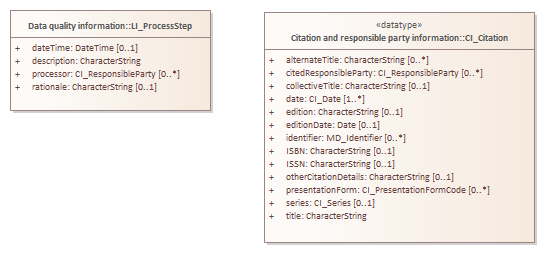 Data quality information::LI_ProcessStep
+ dateTime: DateTime [0..1]
+ description: CharacterString
+ processor: CI_ResponsibleParty [0..*]
+ rationale: CharacterString [0..1]
«datatype»
Citation and responsible party information::CI_Citation
+ alternateTitle: CharacterString [0..*]
+ citedResponsibleParty: CI_ResponsibleParty [0..*]
+ collectiveTitle: CharacterString [0..1]
+ date: CI_Date [1..*]
+ edition: CharacterString [0..1]
+ editionDate: Date [0..1]
+ identifier: MD_Identifier [0..*]
+ ISBN: CharacterString [0..1]
+ ISSN: CharacterString [0..1]
+ otherCitationDetails: CharacterString [0..1]
+ presentationForm: CI_PresentationFormCode [0..*]
+ series: CI_Series [0..1]
+ title: CharacterString